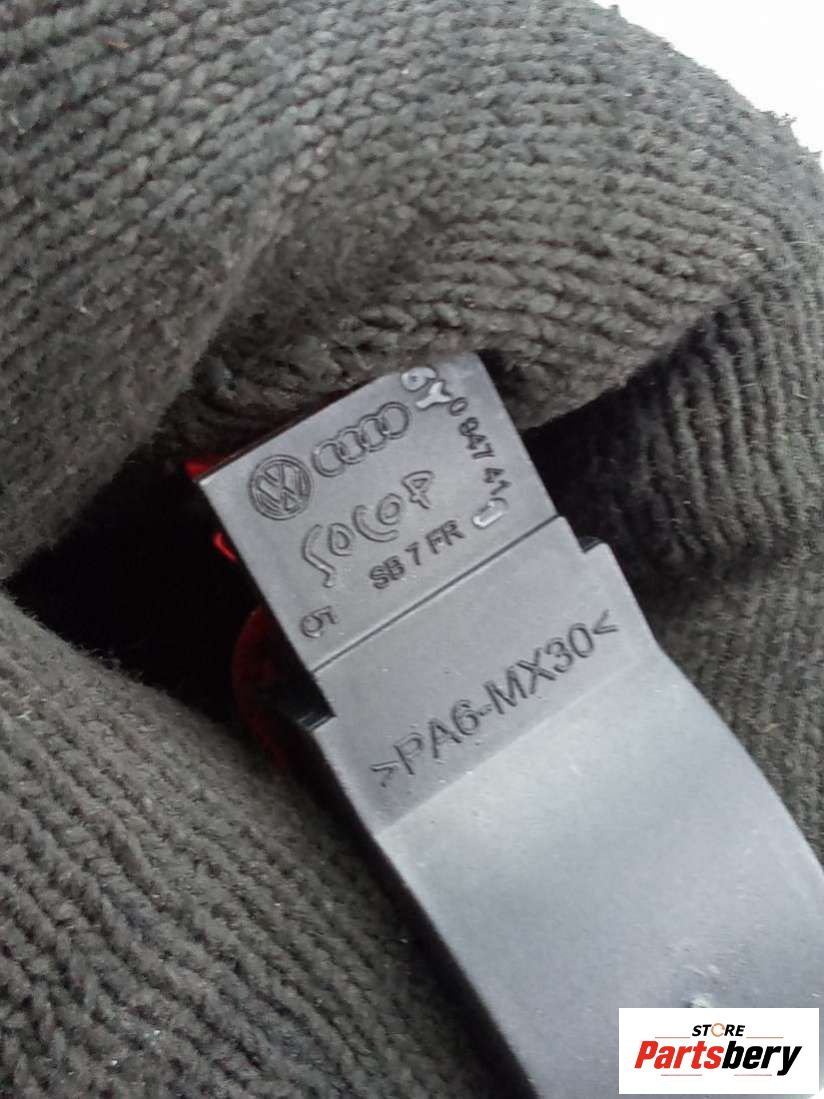 6Y0 947 41
SOCOP
SB 7 FR
5
>PA6-MX30<
STORE
Partsbery